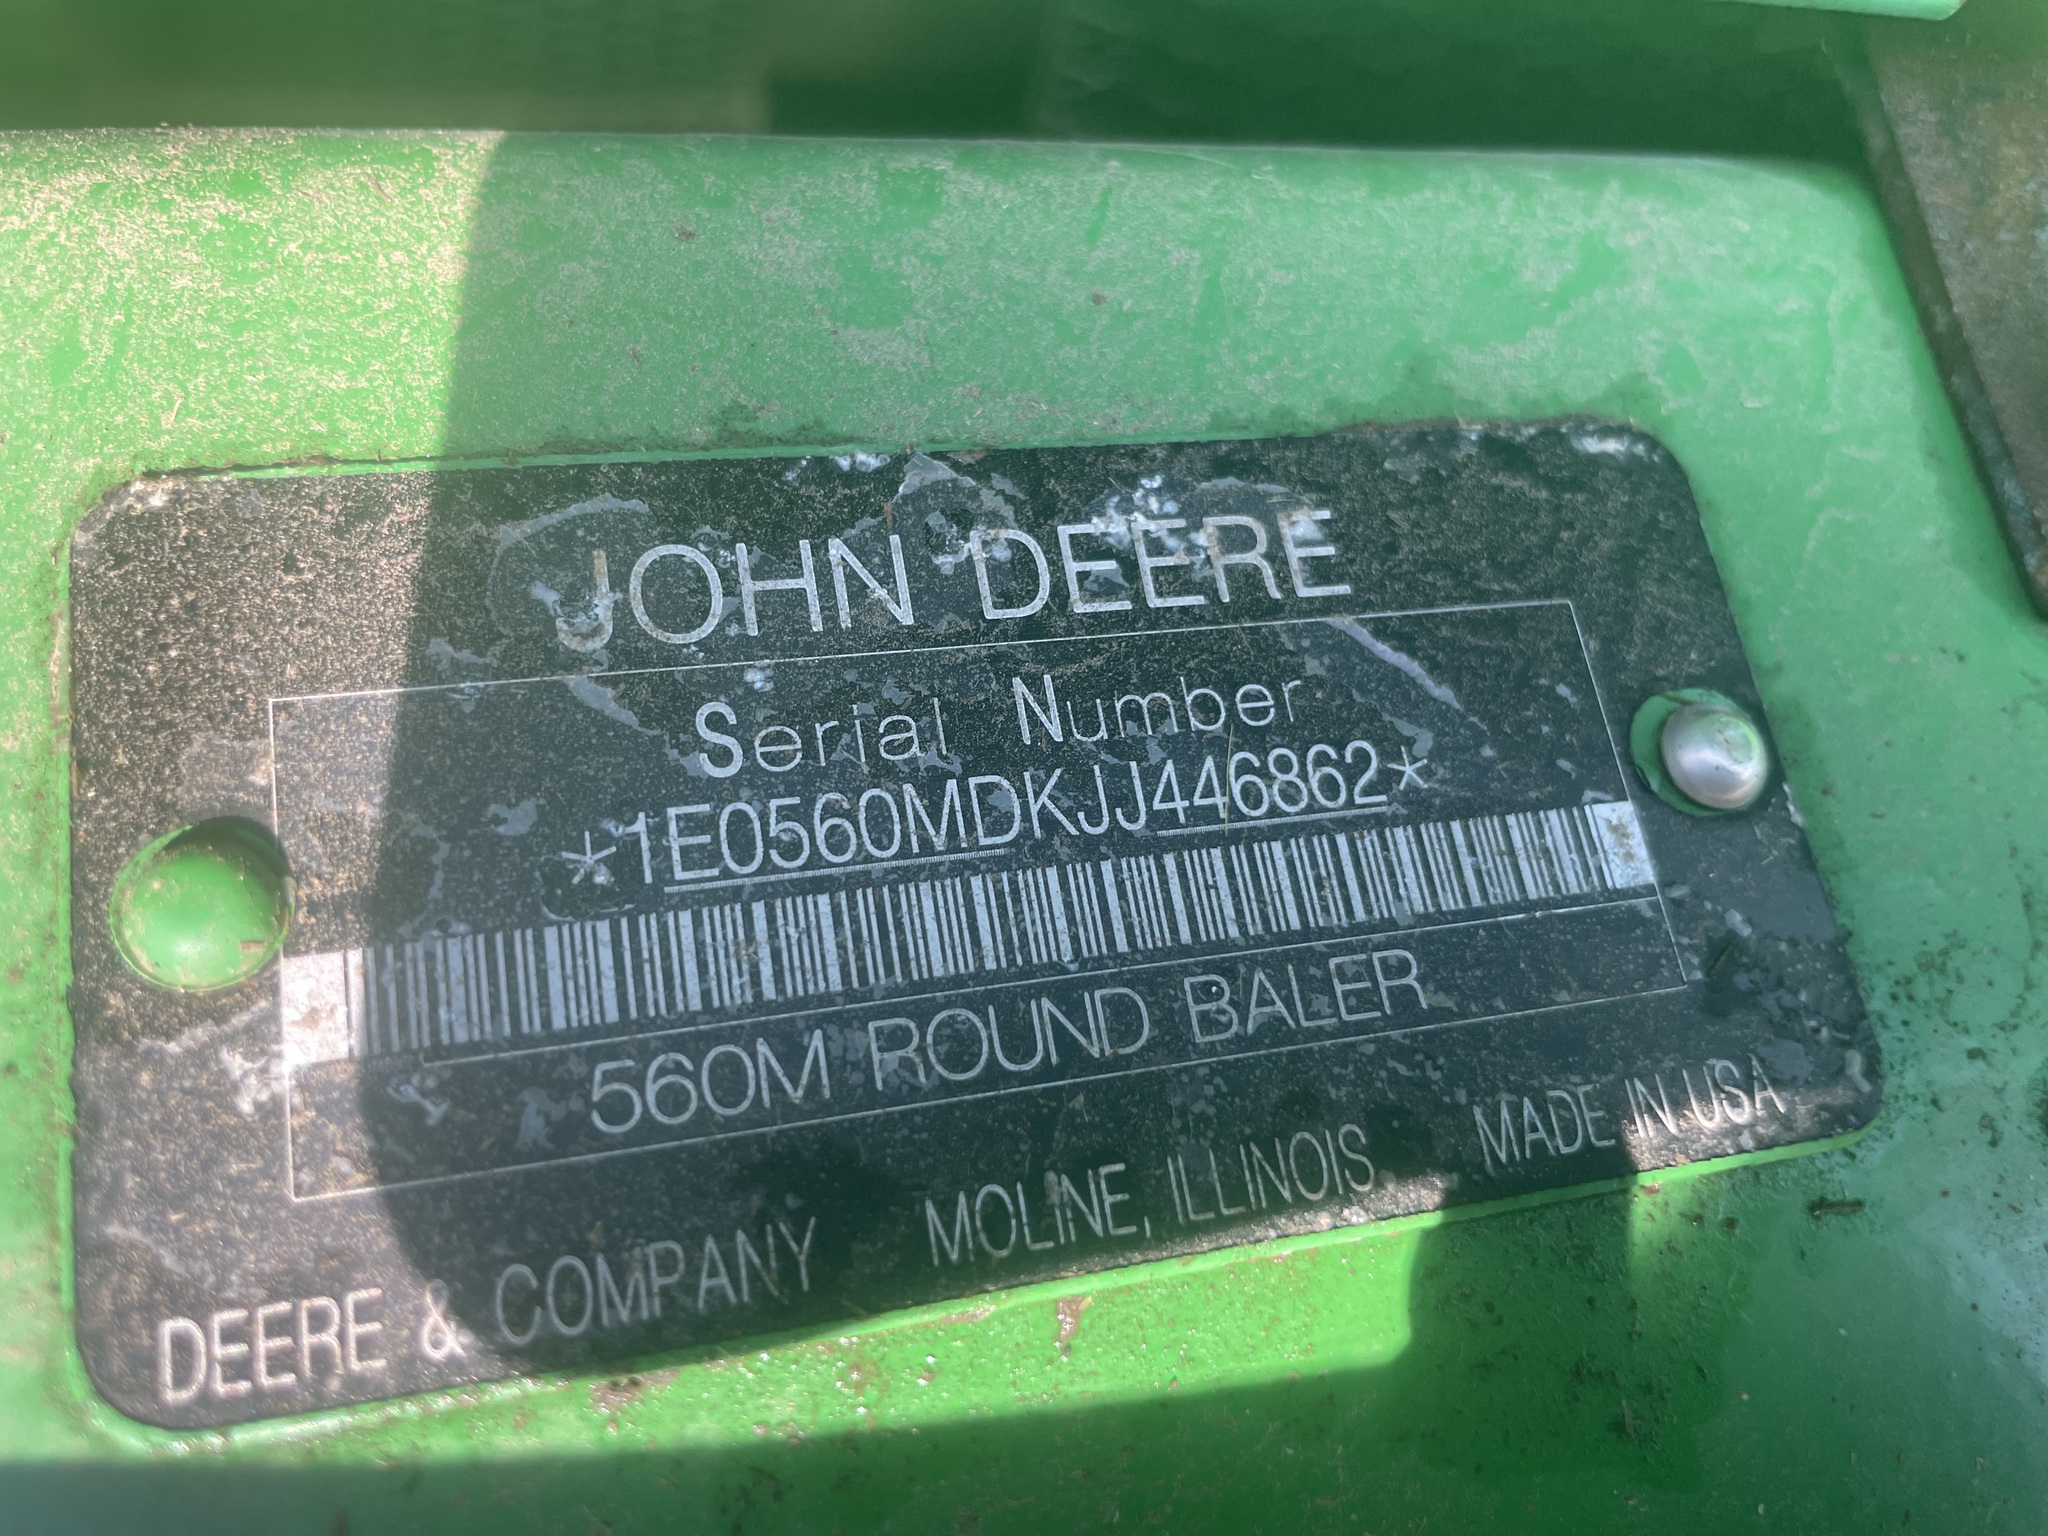 JOHN DEERE
Serial Number
*1E0560MDKJJ446862*
560M ROUND BALER
DEERE & COMPANY MOLINE, ILLINOIS MADE IN USA